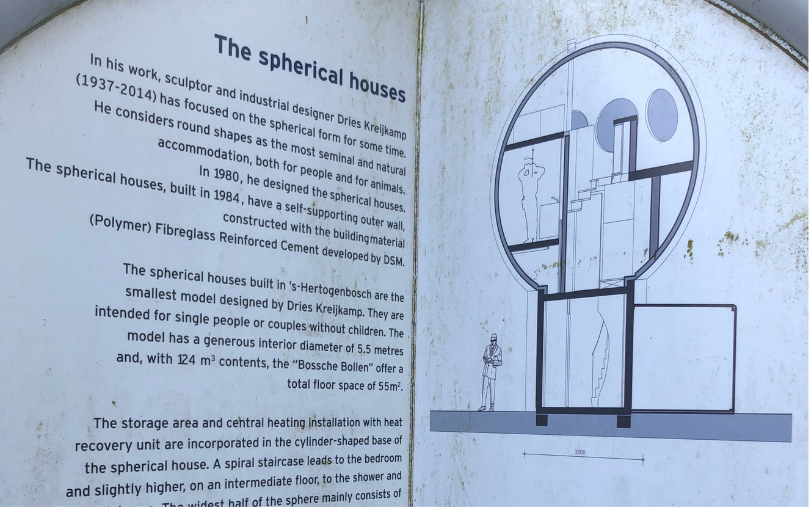 The spherical houses
In his work, sculptor and industrial designer Dries Kreijkamp
(1937-2014) has focused on the spherical form for some time.
He considers round shapes as the most seminal and natural
accommodation, both for people and for animals.
In 1980, he designed the spherical houses.
The spherical houses, built in 1984, have a self-supporting outer wall,
constructed with the buildingmaterial
(Polymer) Fibreglass Reinforced Cement developed by DSM.
The spherical houses built in 's-Hertogenbosch are the
smallest model designed by Dries Kreijkamp. They are
intended for single people or couples without children. The
model has a generous interior diameter of 5.5 metres
and, with 124 m³ contents, the "Bossche Bollen" offer a
total floor space of 55m².
The storage area and central heating installation with heat
recovery unit are incorporated in the cylinder-shaped base of
the spherical house. A spiral staircase leads to the bedroom
and slightly higher, on an intermediate floor, to the shower and
The widest half of the sphere mainly consists of